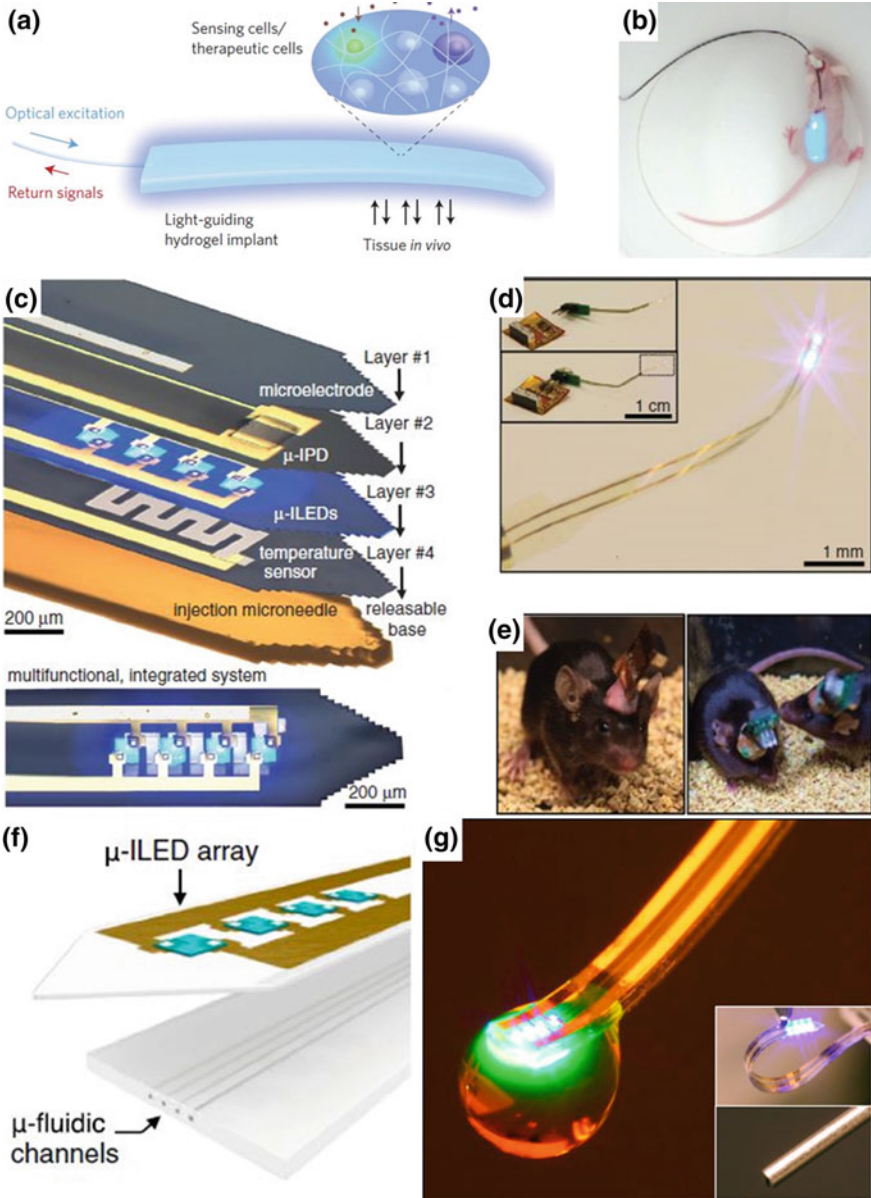 (a)
Sensing cells/
therapeutic cells
Optical excitation
Return signals
Light-guiding
hydrogel implant
Tissue in vivo
(b)
(c)
Layer #1
microelectrode
Layer #2
μ-IPD
Layer #3
μ-ILEDs
Layer #4
temperature
sensor
injection microneedle
releasable
base
200 μm
multifunctional, integrated system
200 μm
(d)
1 cm
1 mm
(e)
(f)
μ-ILED array
μ-fluidic
channels
(g)